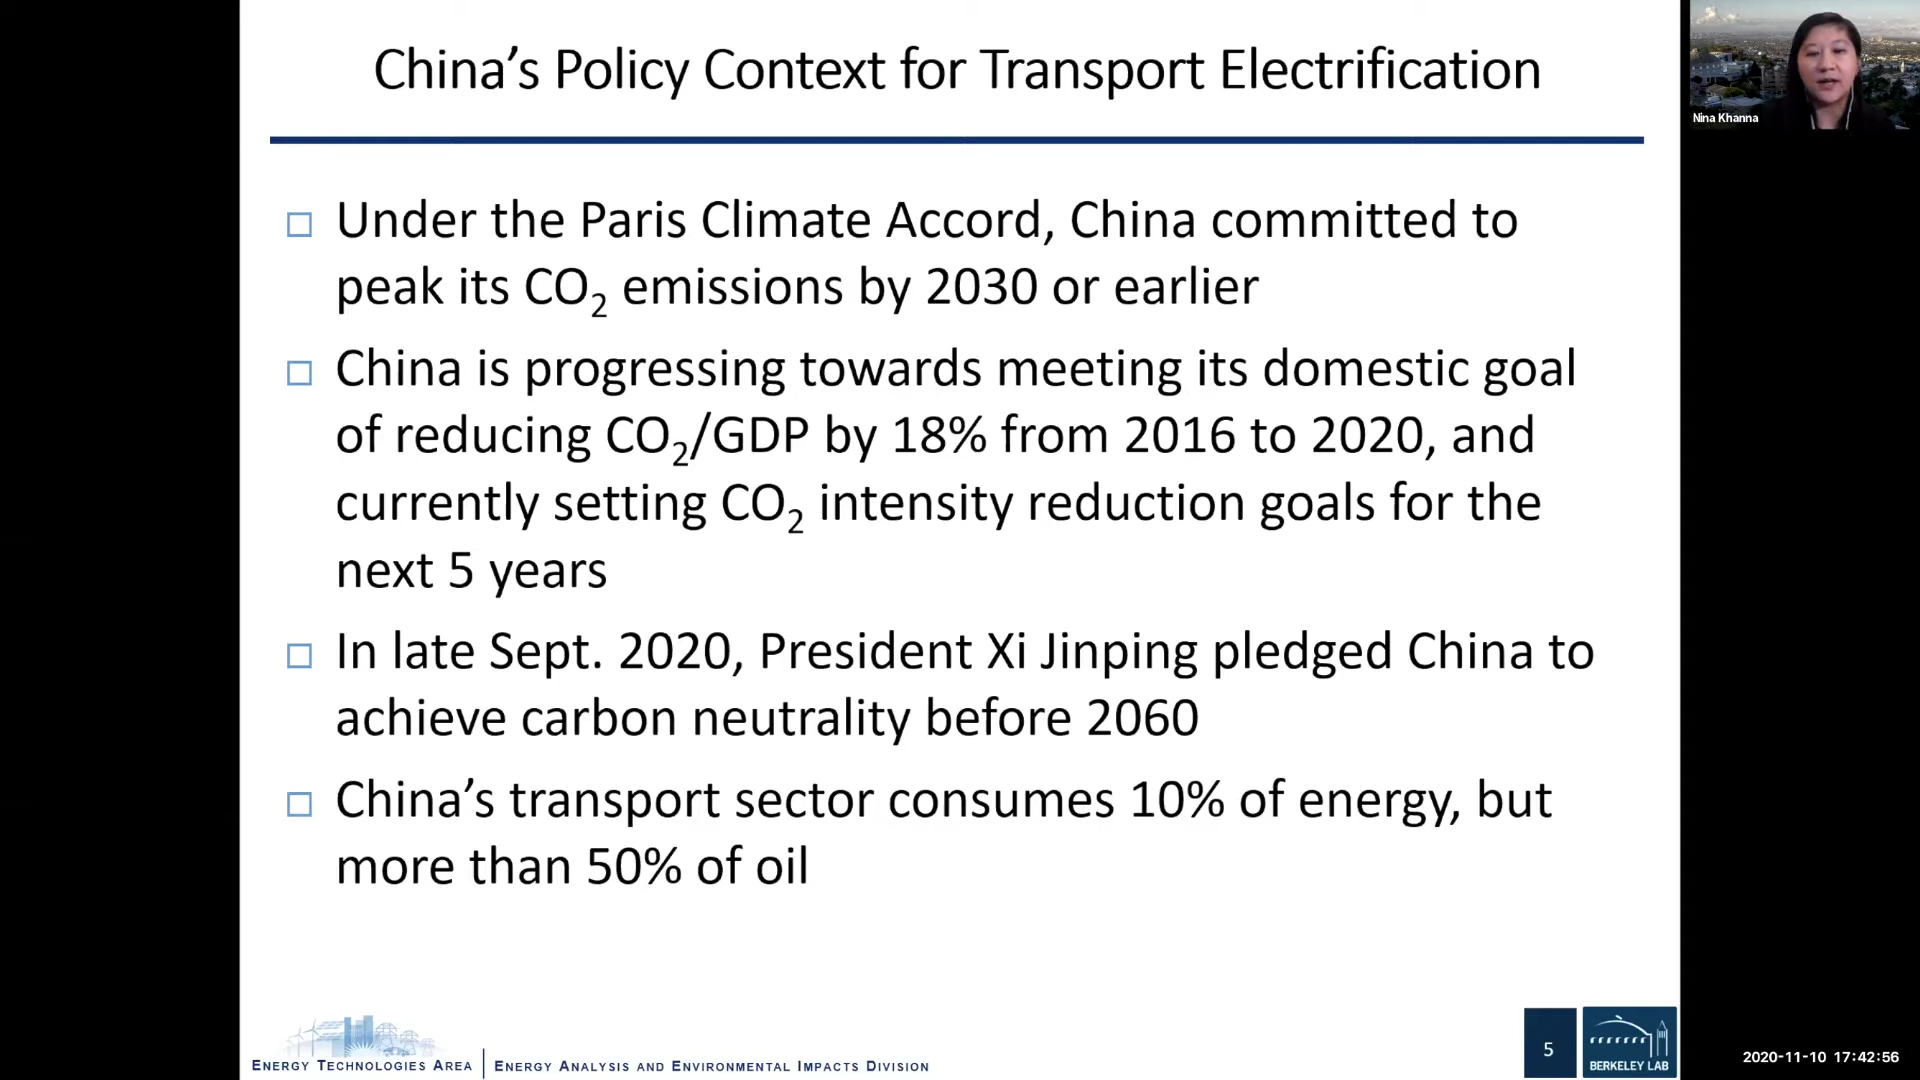 China's Policy Context for Transport Electrification
Nina Khanna
Under the Paris Climate Accord, China committed to
peak its CO₂ emissions by 2030 or earlier
China is progressing towards meeting its domestic goal
of reducing CO₂/GDP by 18% from 2016 to 2020, and
currently setting CO₂ intensity reduction goals for the
next 5 years
In late Sept. 2020, President Xi Jinping pledged China to
achieve carbon neutrality before 2060
China's transport sector consumes 10% of energy, but
more than 50% of oil
ENERGY TECHNOLOGIES AREA | ENERGY ANALYSIS AND ENVIRONMENTAL IMPACTS DIVISION
5
BERKELEY LAB
2020-11-10 17:42:56